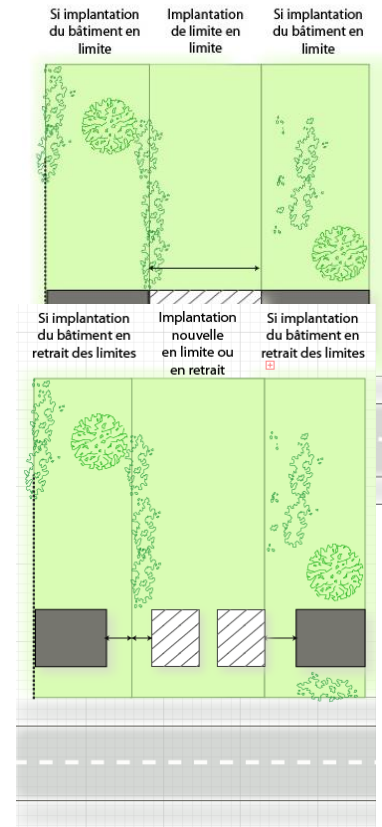 Si implantation
du bâtiment en
limite
Implantation
de limite en
limite
Si implantation
du bâtiment en
limite
Si implantation
du bâtiment en
retrait des limites
Implantation
nouvelle
en limite ou
en retrait
Si implantation
du bâtiment en
retrait des limites